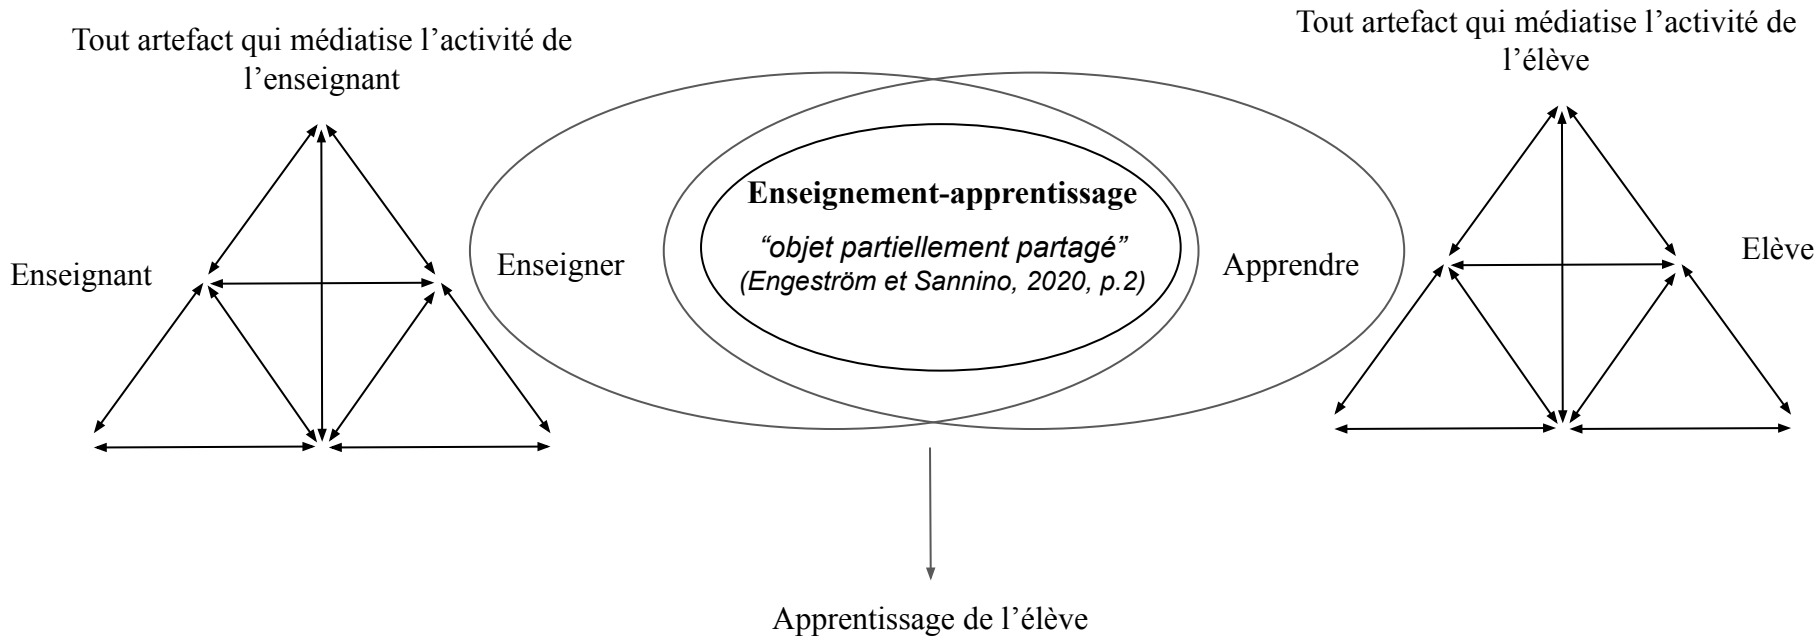 Tout artefact qui médiatise l’activité de
l’enseignant
Tout artefact qui médiatise l’activité de
l’élève
Enseignant
Enseigner
Enseignement-apprentissage
“objet partiellement partagé”
(Engeström et Sannino, 2020, p.2)
Apprendre
Elève
Apprentissage de l’élève